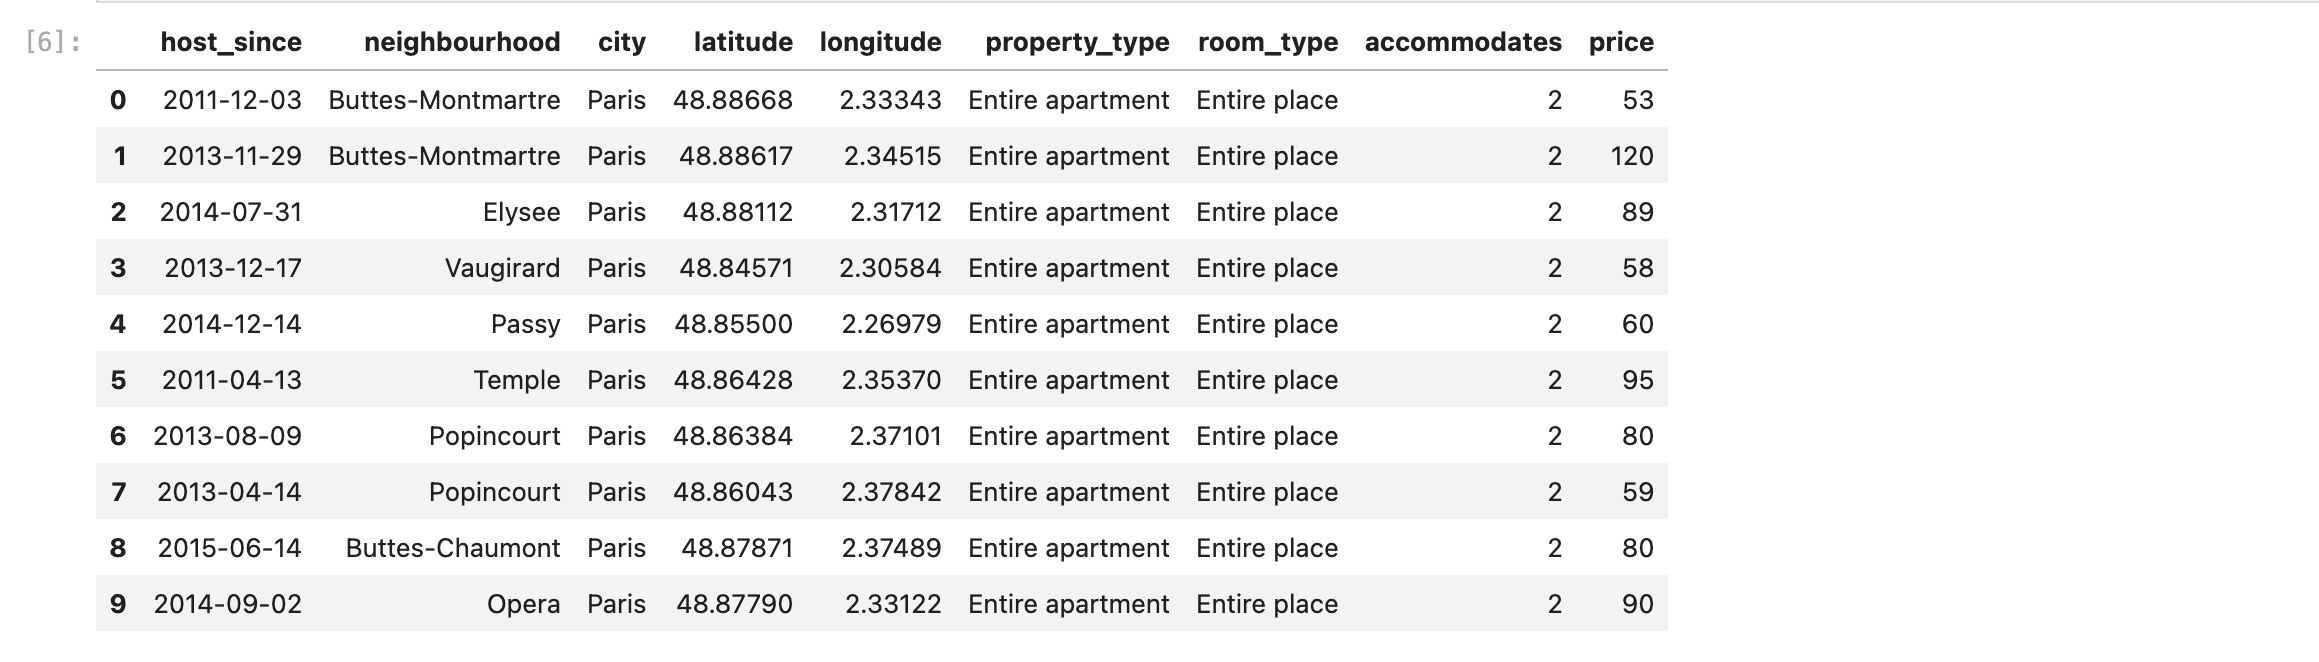 [6]: host_since neighbourhood city latitude longitude property_type room_type accommodates price
0 2011-12-03 Buttes-Montmartre Paris 48.88668 2.33343 Entire apartment Entire place 2 53
1 2013-11-29 Buttes-Montmartre Paris 48.88617 2.34515 Entire apartment Entire place 2 120
2 2014-07-31 Elysee Paris 48.88112 2.31712 Entire apartment Entire place 2 89
3 2013-12-17 Vaugirard Paris 48.84571 2.30584 Entire apartment Entire place 2 58
4 2014-12-14 Passy Paris 48.85500 2.26979 Entire apartment Entire place 2 60
5 2011-04-13 Temple Paris 48.86428 2.35370 Entire apartment Entire place 2 95
6 2013-08-09 Popincourt Paris 48.86384 2.37101 Entire apartment Entire place 2 80
7 2013-04-14 Popincourt Paris 48.86043 2.37842 Entire apartment Entire place 2 59
8 2015-06-14 Buttes-Chaumont Paris 48.87871 2.37489 Entire apartment Entire place 2 80
9 2014-09-02 Opera Paris 48.87790 2.33122 Entire apartment Entire place 2 90